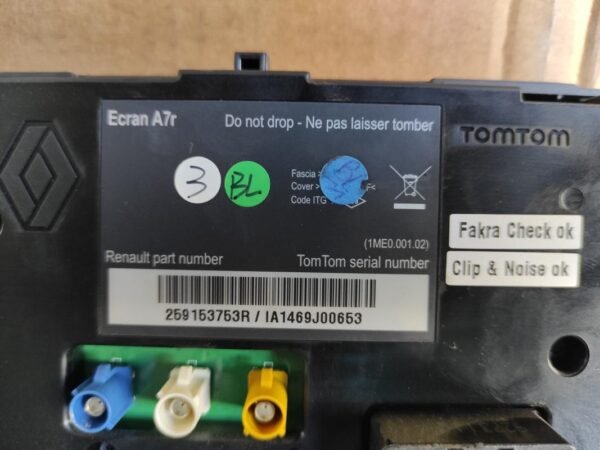 Ecran A7r
Do not drop - Ne pas laisser tomber
TOMTOM
3
BL
Fascia >
Cover >
F<
Code ITG
Fakra Check ok
(1ME0.001.02)
Renault part number
TomTom serial number
Clip & Noise ok
259153753R / IA1469J00653